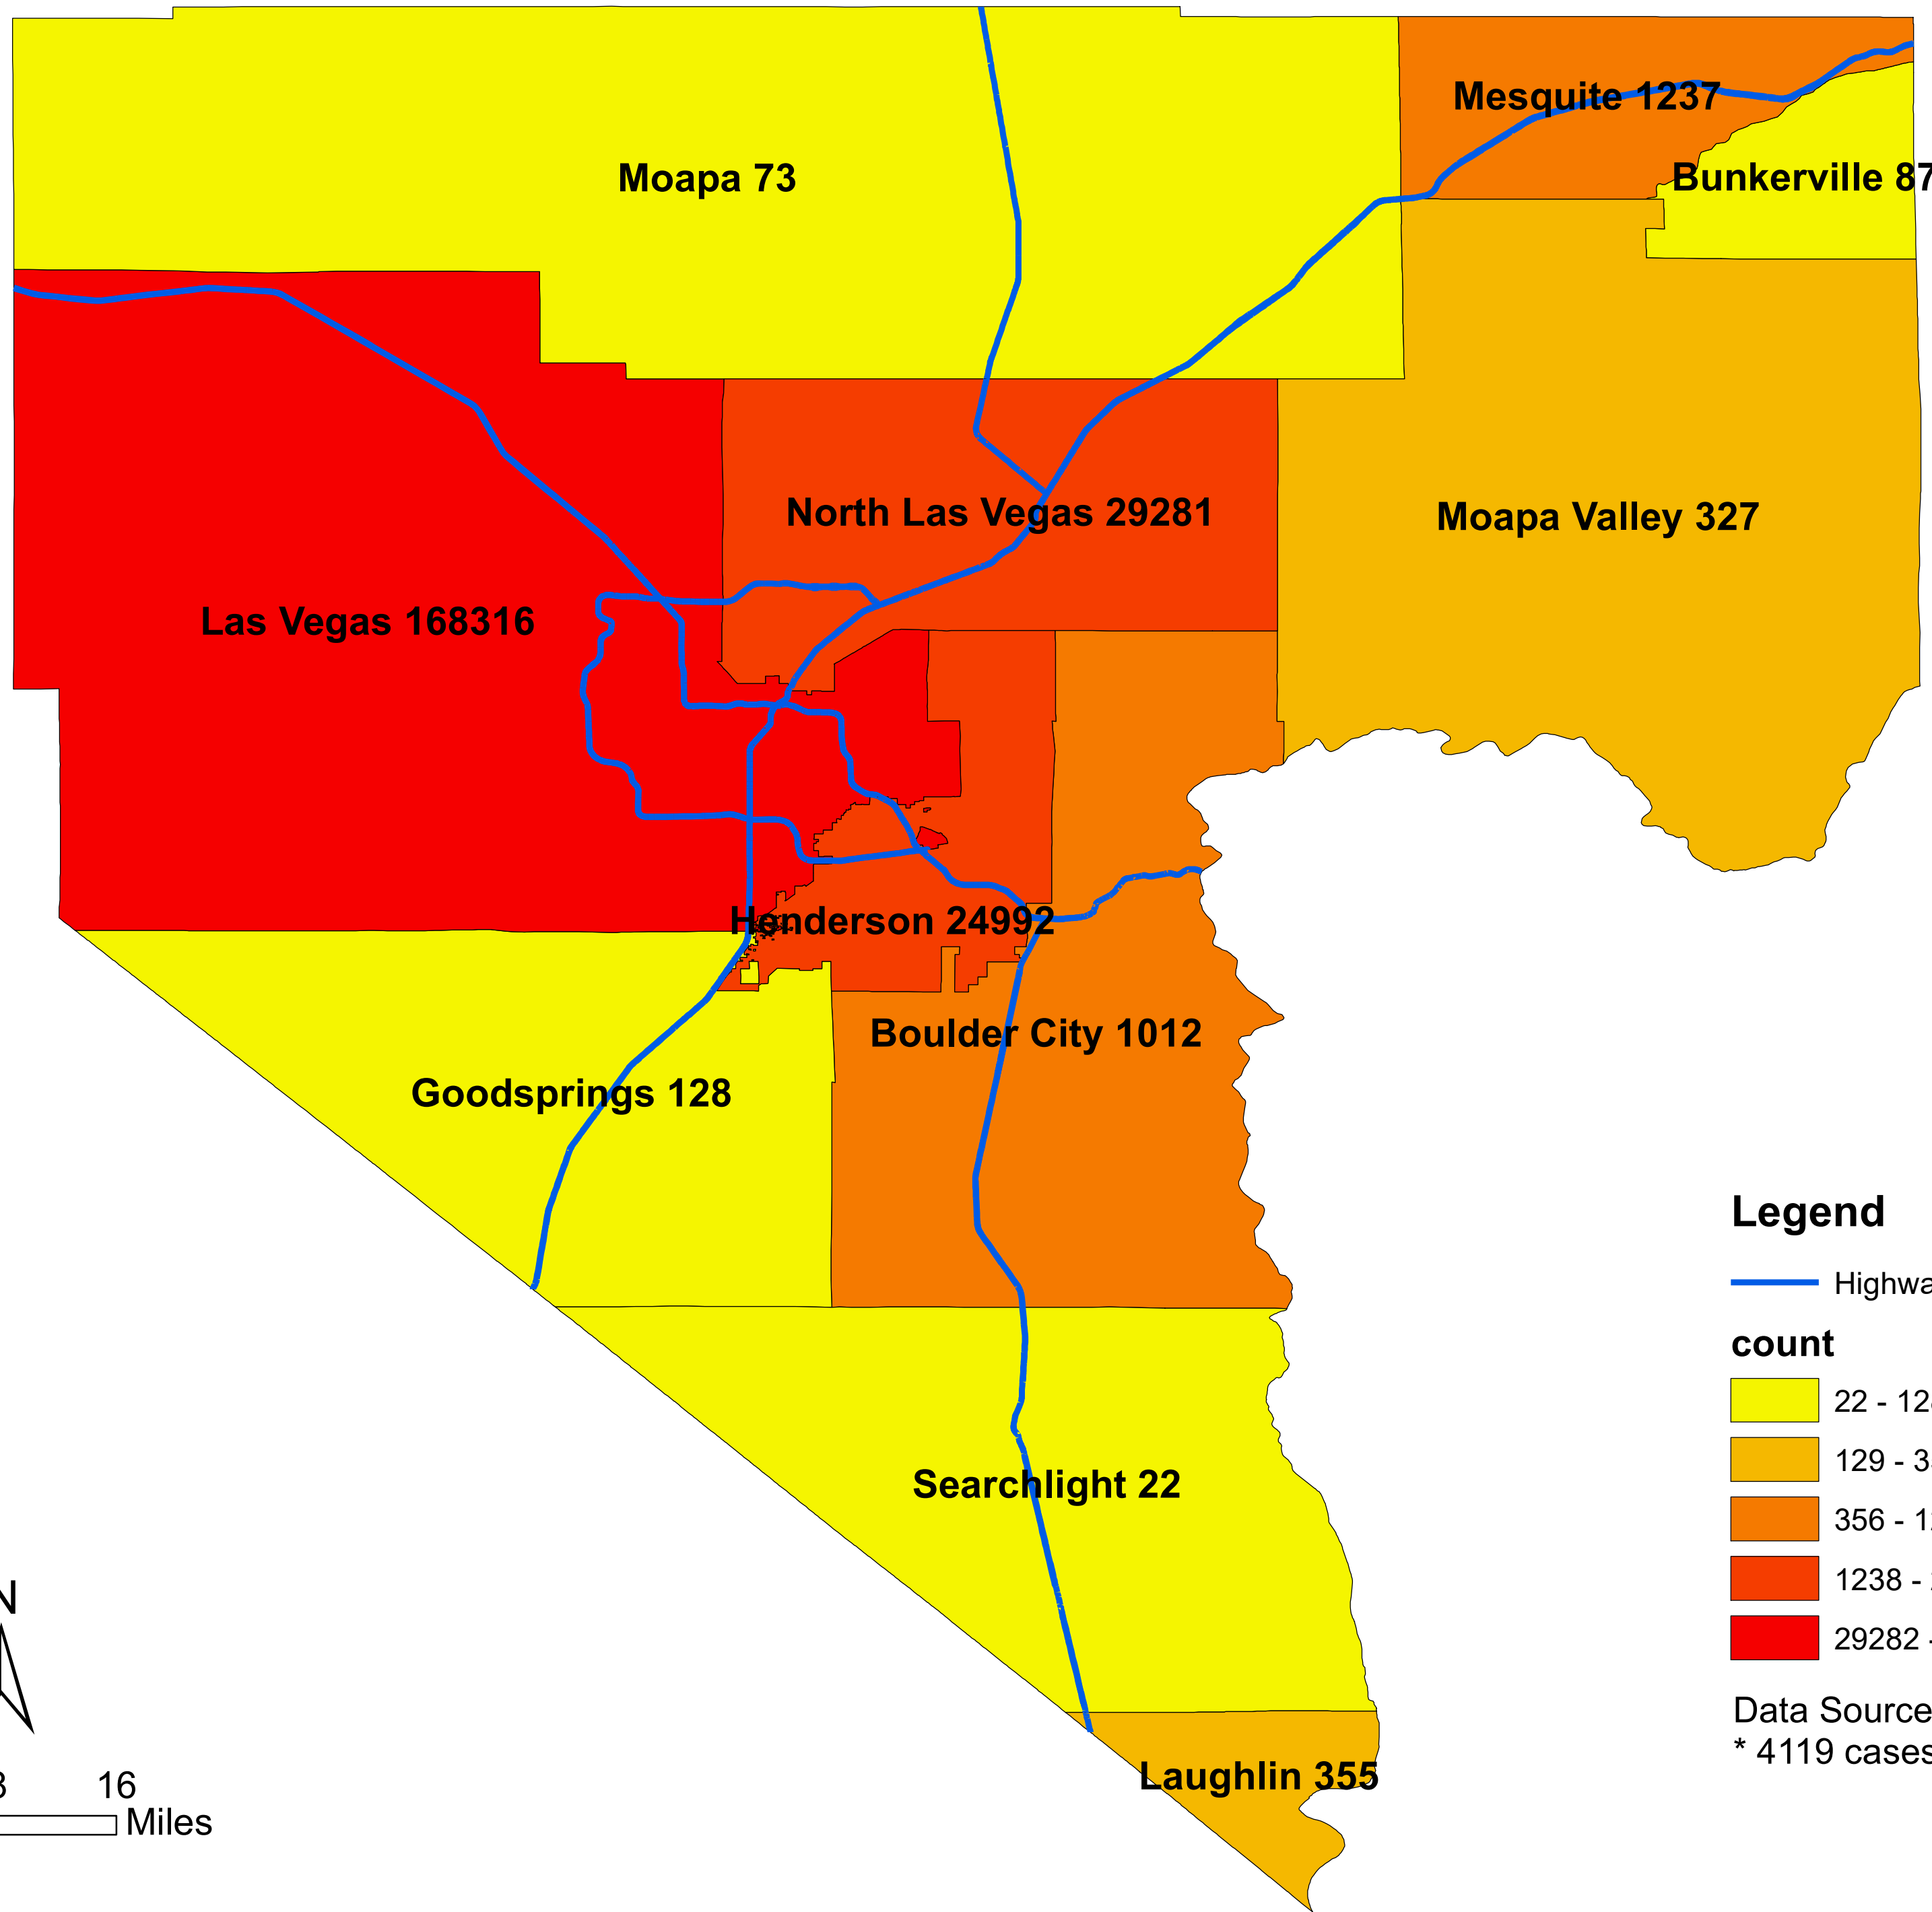 Mesquite 1237
Moapa 73
Bunkerville 87
North Las Vegas 29281
Moapa Valley 327
Las Vegas 168316
Henderson 24992
Boulder City 1012
Goodsprings 128
Legend
count
22 - 12
129 - 3
356 - 1
Searchlight 22
1238 -
N
29282 -
Data Source
* 4119 cases
Laughlin 355
16
Miles